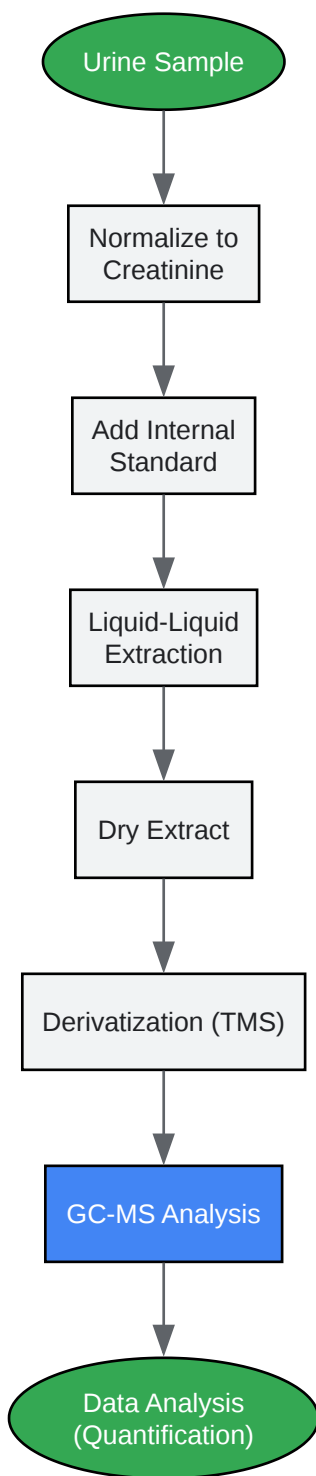 Urine Sample
Normalize to
Creatinine
Add Internal
Standard
Liquid-Liquid
Extraction
Dry Extract
Derivatization (TMS)
GC-MS Analysis
Data Analysis
(Quantification)